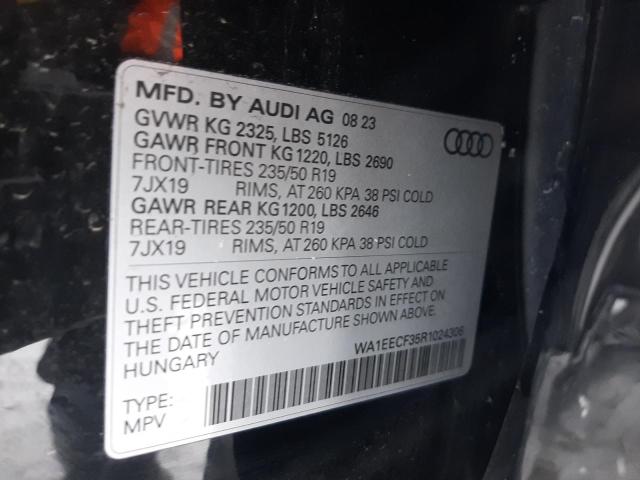 MFD. BY AUDI AG 08 23
GVWR KG 2325, LBS 5126
GAWR FRONT KG 1220, LBS 2690
FRONT-TIRES 235/50 R19
7JX19 RIMS, AT 260 KPA 38 PSI COLD
GAWR REAR KG 1200, LBS 2646
REAR-TIRES 235/50 R19
7JX19 RIMS, AT 260 KPA 38 PSI COLD
THIS VEHICLE CONFORMS TO ALL APPLICABLE
U.S. FEDERAL MOTOR VEHICLE SAFETY AND
THEFT PREVENTION STANDARDS IN EFFECT ON
THE DATE OF MANUFACTURE SHOWN ABOVE.
HUNGARY
WA1EECF35R1024306
TYPE:
MPV